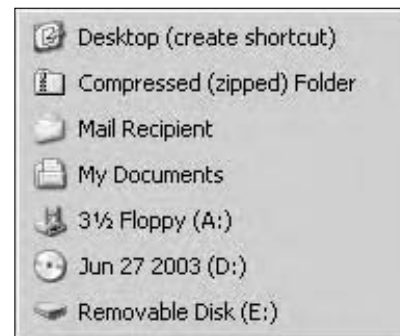 Desktop (create shortcut)
Compressed (zipped) Folder
Mail Recipient
My Documents
3½ Floppy (A:)
Jun 27 2003 (D:)
Removable Disk (E:)